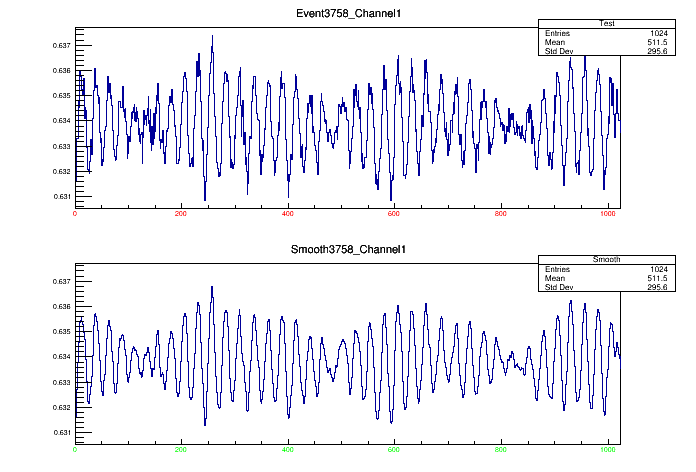 Event3758_Channel1
Test
Entries 1024
Mean 511.5
Std Dev 295.6
0.637
0.636
0.635
0.634
0.633
0.632
0.631
0 200 400 600 800 1000
Smooth3758_Channel1
Smooth
Entries 1024
Mean 511.5
Std Dev 295.6
0.637
0.636
0.635
0.634
0.633
0.632
0.631
0 200 400 600 800 1000